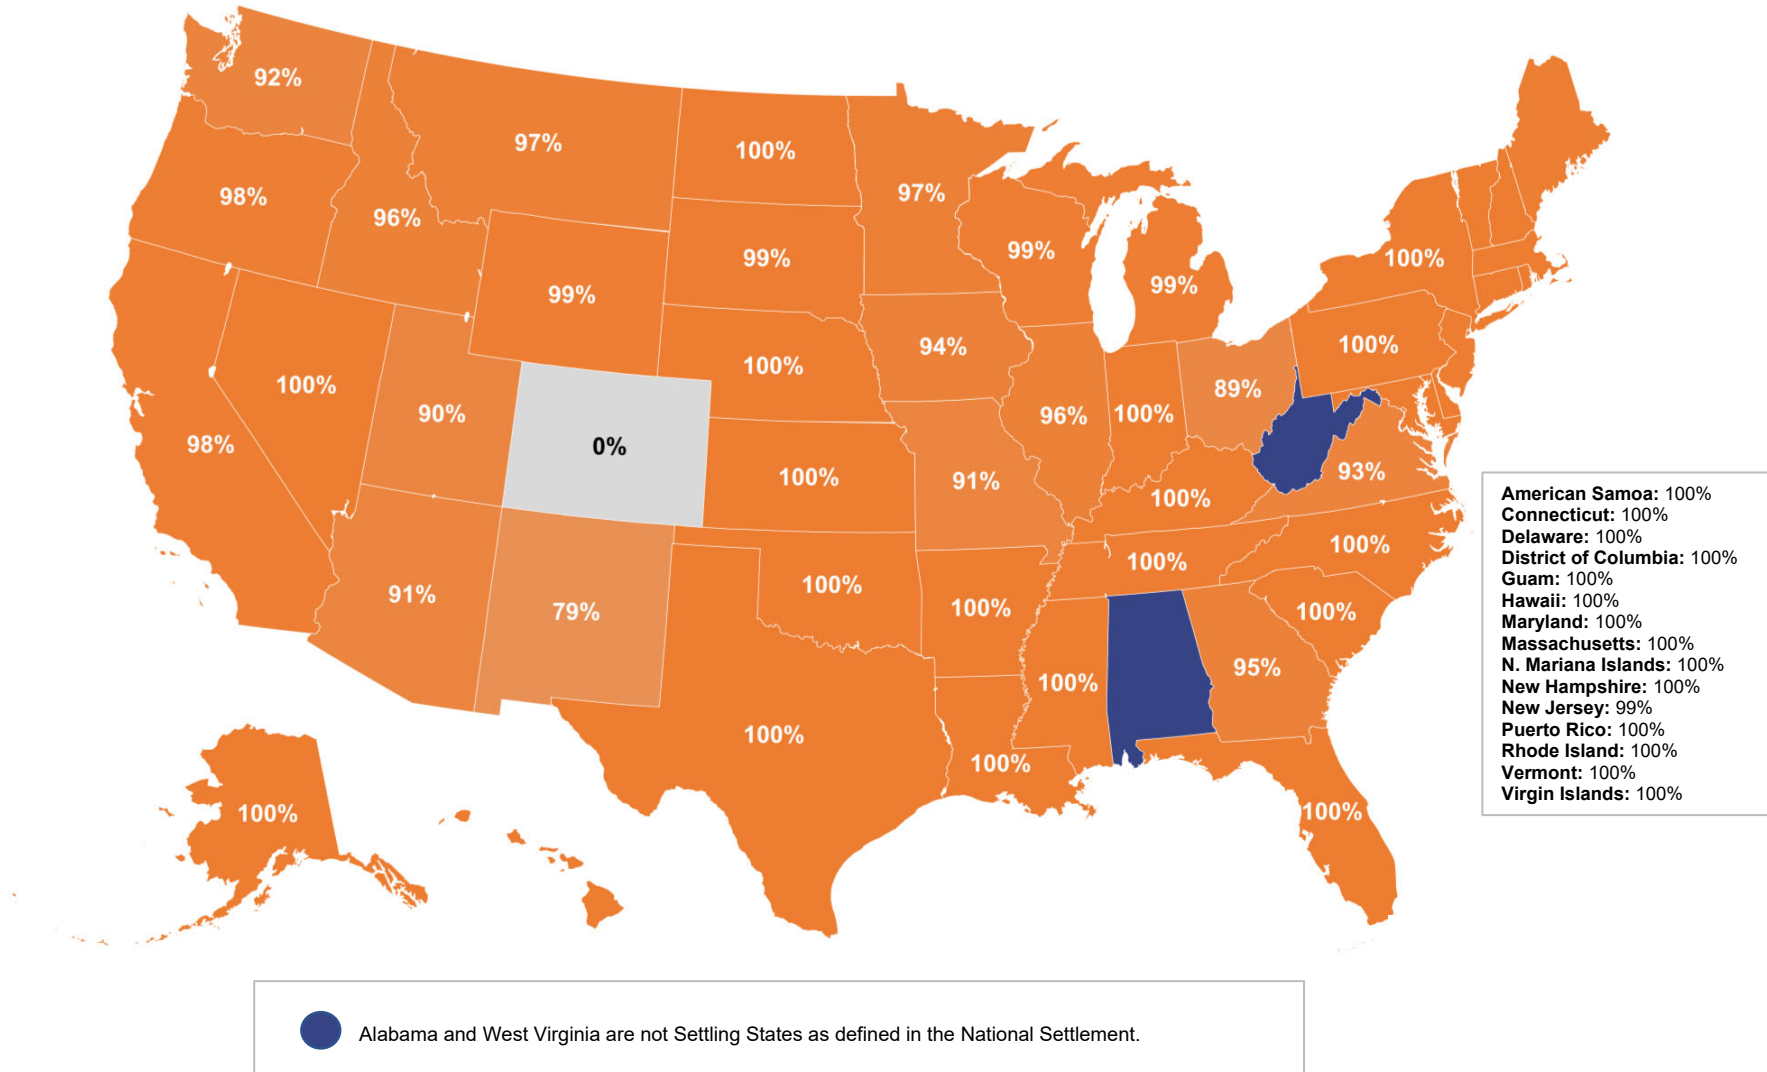 92%
97%
100%
97%
98%
96%
99%
99%
99%
99%
100%
94%
100%
100%
100%
90%
0%
98%
100%
96%
100%
89%
91%
93%
100%
100%
100%
91%
79%
100%
100%
100%
100%
95%
100%
100%
100%
100%
100%
American Samoa: 100%
Connecticut: 100%
Delaware: 100%
District of Columbia: 100%
Guam: 100%
Hawaii: 100%
Maryland: 100%
Massachusetts: 100%
N. Mariana Islands: 100%
New Hampshire: 100%
New Jersey: 99%
Puerto Rico: 100%
Rhode Island: 100%
Vermont: 100%
Virgin Islands: 100%
Alabama and West Virginia are not Settling States as defined in the National Settlement.